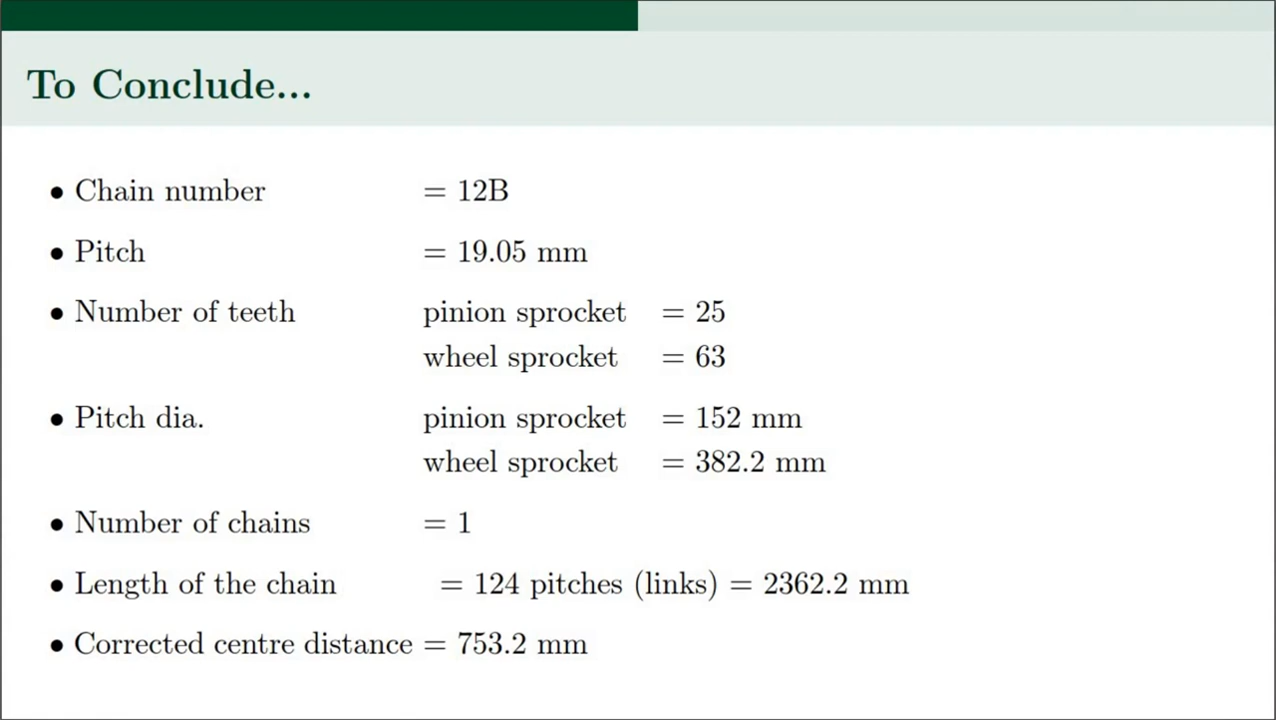 To Conclude...
• Chain number = 12B
• Pitch = 19.05 mm
• Number of teeth pinion sprocket = 25
wheel sprocket = 63
• Pitch dia. pinion sprocket = 152 mm
wheel sprocket = 382.2 mm
• Number of chains = 1
• Length of the chain = 124 pitches (links) = 2362.2 mm
• Corrected centre distance = 753.2 mm